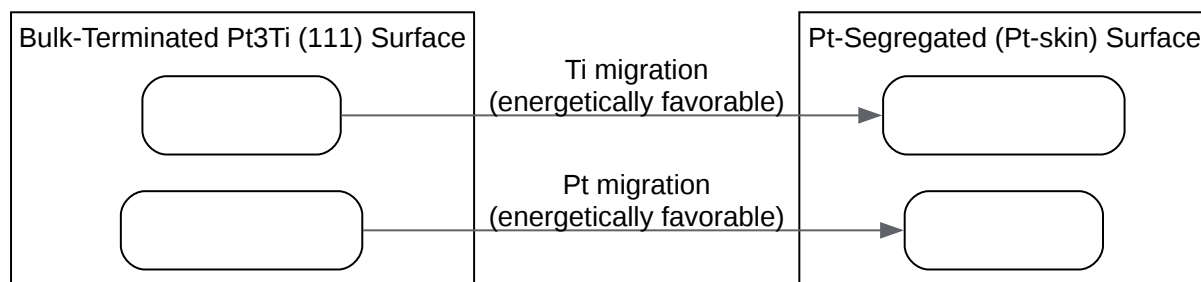 Bulk-Terminated Pt3Ti (111) Surface
Pt-Segregated (Pt-skin) Surface
Ti migration
(energetically favorable)
Pt migration
(energetically favorable)